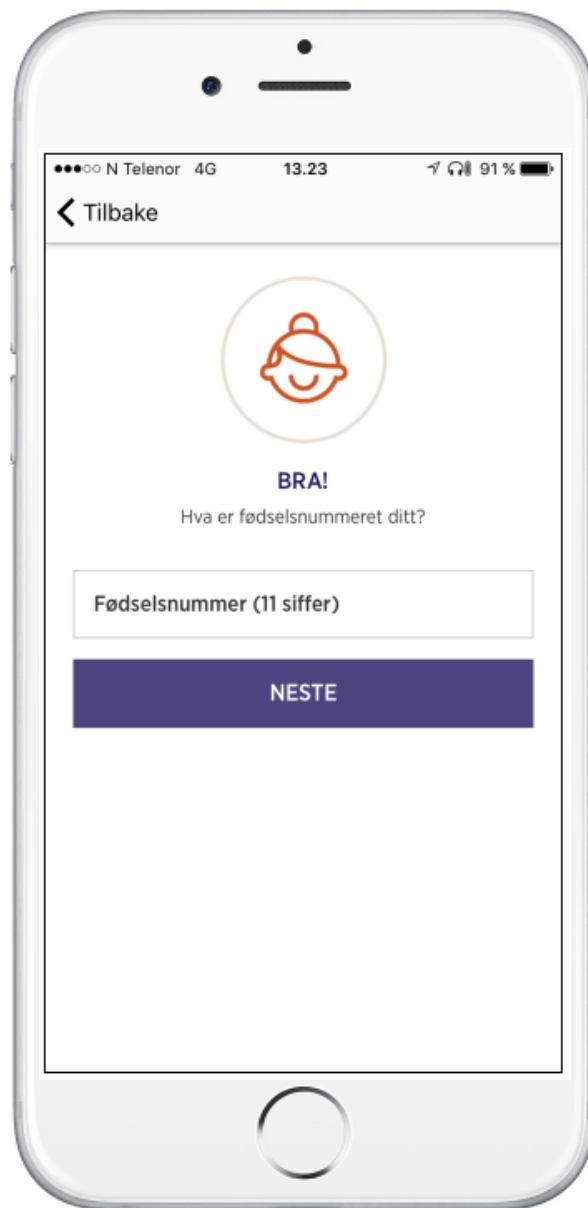 N Telenor 4G 13.23 91 %
Tilbake
BRA!
Hva er fødselsnummeret ditt?
Fødselsnummer (11 siffer)
NESTE